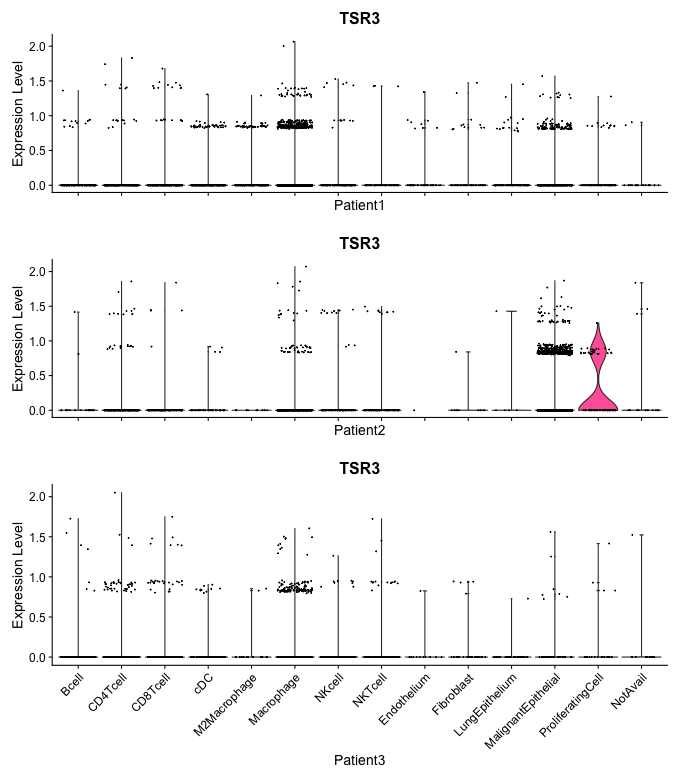 TSR3
Expression Level
2.0
1.5
1.0
0.5
0.0
Patient1
TSR3
Expression Level
2.0
1.5
1.0
0.5
0.0
Patient2
TSR3
Expression Level
2.0
1.5
1.0
0.5
0.0
Bcell
CD4Tcell
CD8Tcell
cDC
M2Macrophage
Macrophage
NKcell
NKTcell
Endothelium
Fibroblast
LungEpithelium
MalignantEpithelial
ProliferatingCell
NotAvail
Patient3